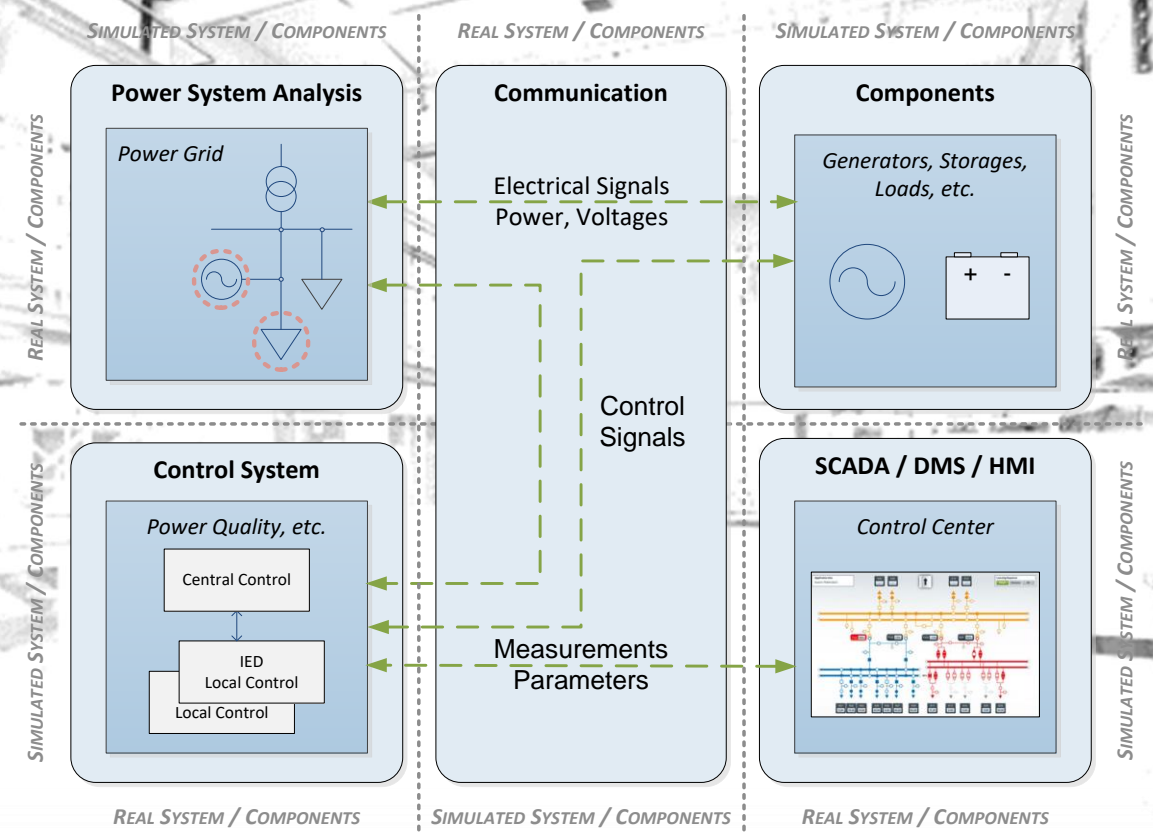 SIMULATED SYSTEM / COMPONENTS
REAL SYSTEM / COMPONENTS
SIMULATED SYSTEM / COMPONENTS
REAL SYSTEM / COMPONENTS
Power System Analysis
Power Grid
Communication
Electrical Signals
Power, Voltages
Components
Generators, Storages,
Loads, etc.
+ -
REAL SYSTEM / COMPONENTS
Control
Signals
SIMULATED SYSTEM / COMPONENTS
Control System
Power Quality, etc.
Central Control
IED
Local Control
Local Control
Measurements
Parameters
SCADA / DMS / HMI
Control Center
SIMULATED SYSTEM / COMPONENTS
REAL SYSTEM / COMPONENTS
SIMULATED SYSTEM / COMPONENTS
REAL SYSTEM / COMPONENTS